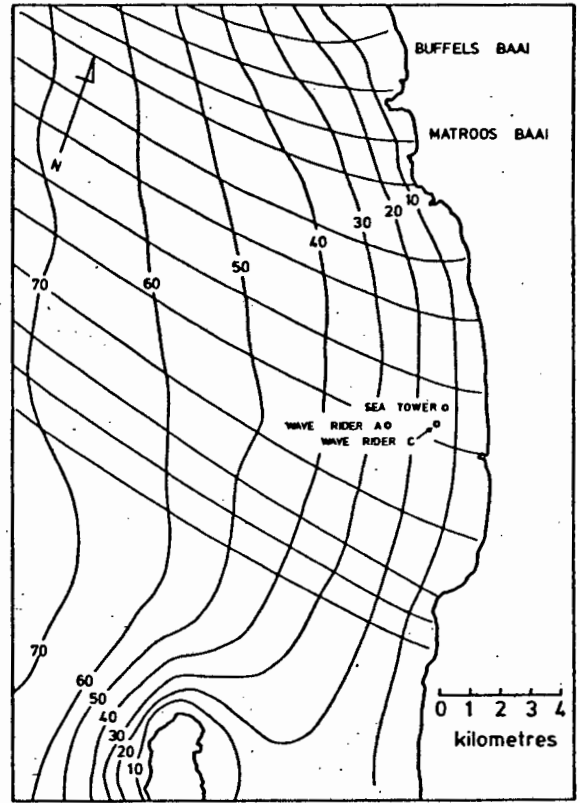 BUFFELS BAAI
MATROOS BAAI
N
10
20
30
40
50
60
70
SEA TOWER
WAVE RIDER A
WAVE RIDER C
70
60
50
40
30
20
10
0 1 2 3 4
kilometres